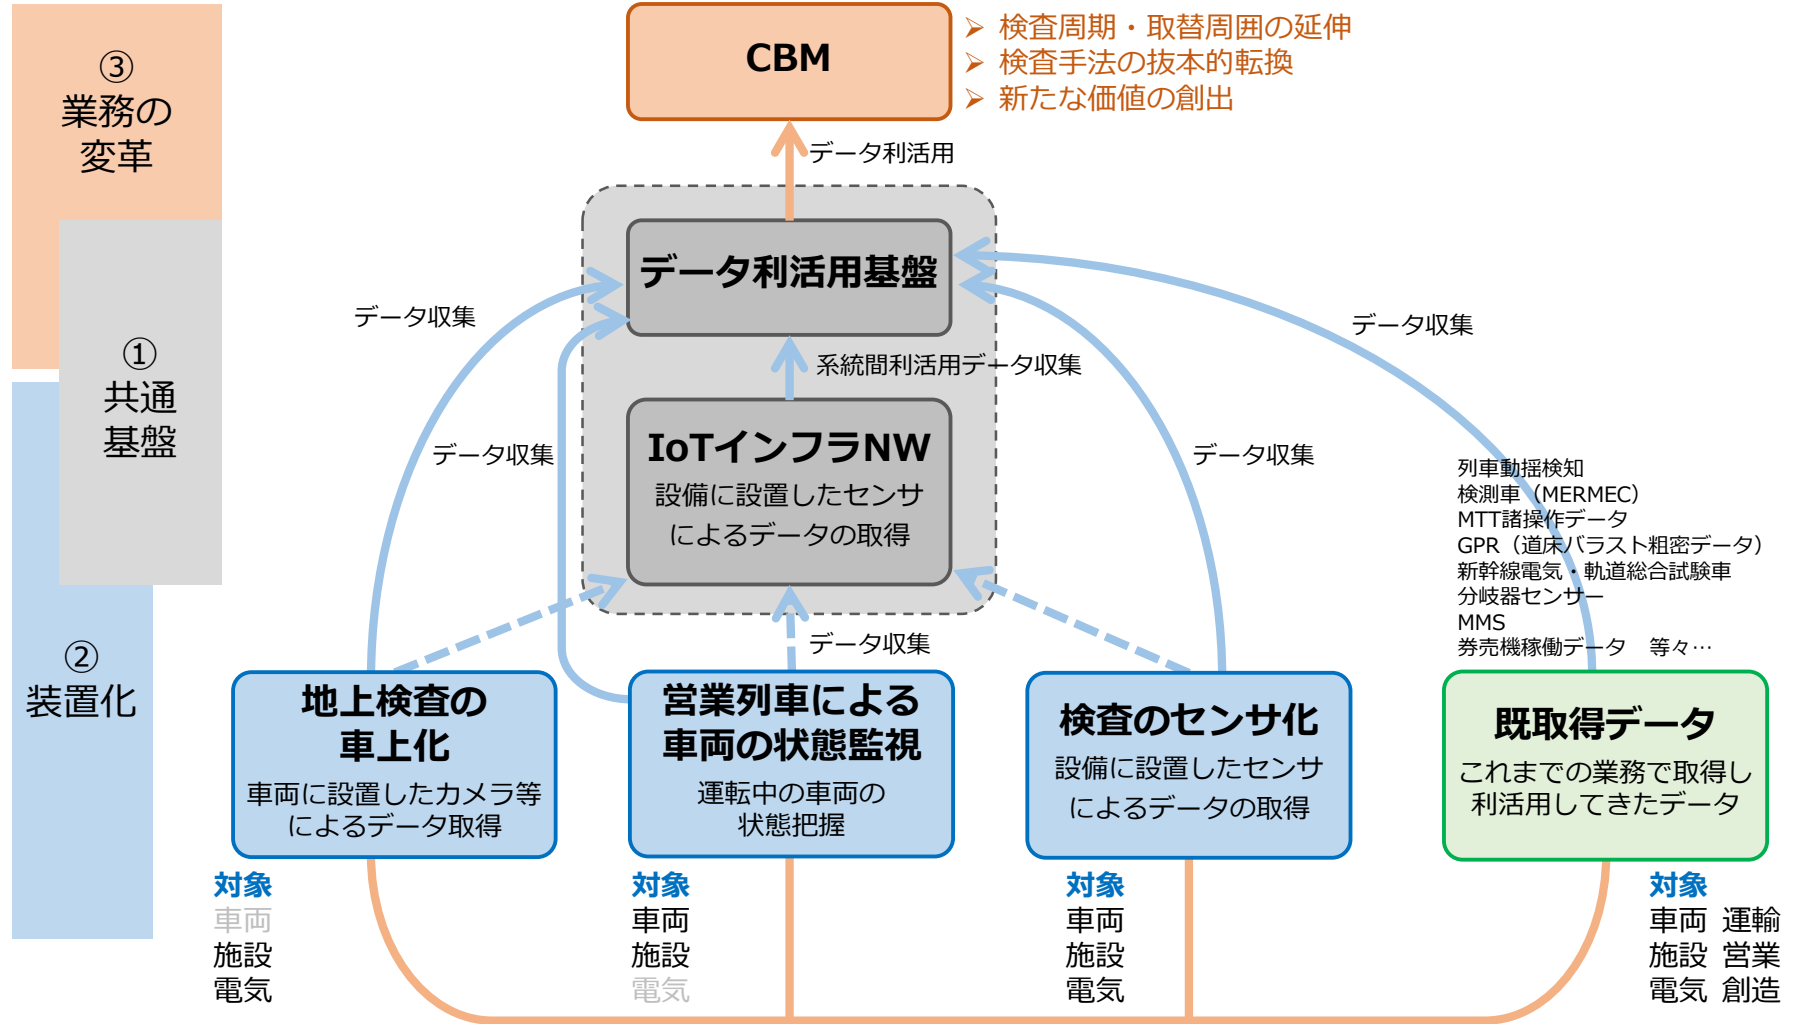 ③
業務の
変革
①
共通
基盤
②
装置化
CBM
➢ 検査周期・取替周囲の延伸
➢ 検査手法の抜本的転換
➢ 新たな価値の創出
データ利活用
データ利活用基盤
データ収集
データ収集
系統間利活用データ収集
IoTインフラNW
設備に設置したセンサ
によるデータの取得
データ収集
データ収集
データ収集
列車動揺検知
検測車（MERMEC）
MTT諸操作データ
GPR（道床バラスト粗密データ）
新幹線電気・軌道総合試験車
分岐器センサー
MMS
券売機稼働データ　等々…
地上検査の
車上化
車両に設置したカメラ等
によるデータ取得
対象
車両
施設
電気
営業列車による
車両の状態監視
運転中の車両の
状態把握
対象
車両
施設
電気
検査のセンサ化
設備に設置したセンサ
によるデータの取得
対象
車両
施設
電気
既取得データ
これまでの業務で取得し
利活用してきたデータ
対象
車両 運輸
施設 営業
電気 創造